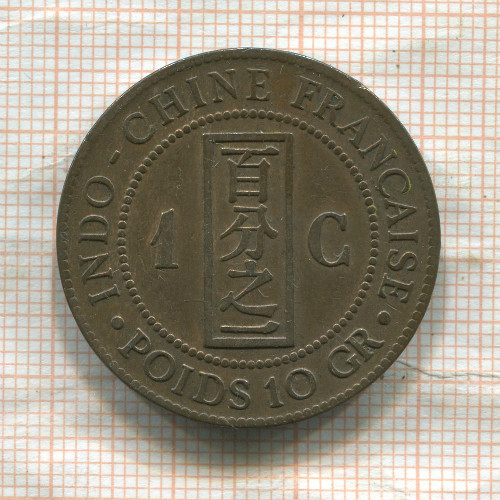 INDO-CHINE FRANCAISE
1 百分之一 C
• POIDS 10 GR •